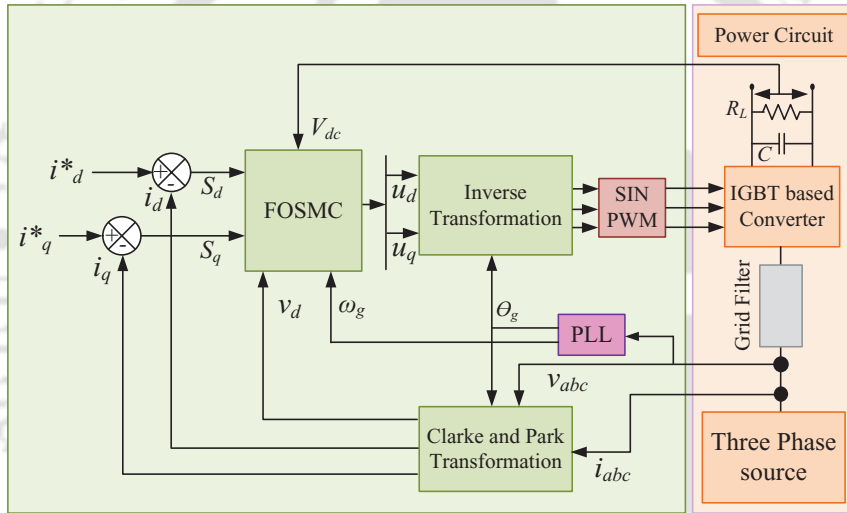 Power Circuit
R_L
V_dc
C
i*_d
+
-
i_d
S_d
FOSMC
u_d
u_q
Inverse
Transformation
SIN
PWM
IGBT based
Converter
i*_q
+
-
i_q
S_q
v_d
ω_g
Θ_g
PLL
Grid Filter
v_abc
Clarke and Park
Transformation
i_abc
Three Phase
source